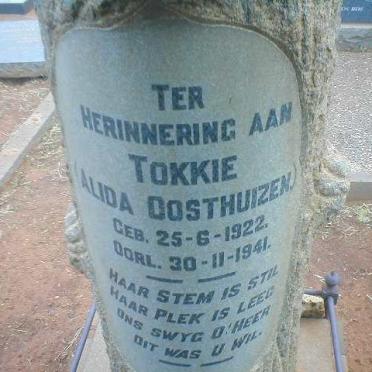 TER
HERINNERING AAN
TOKKIE
(ALIDA OOSTHUIZEN)
GEB. 25-6-1922.
OORL. 30-11-1941.
HAAR STEM IS STIL
HAAR PLEK IS LEEG
ONS SWYG O' HEER
DIT WAS U WIL.